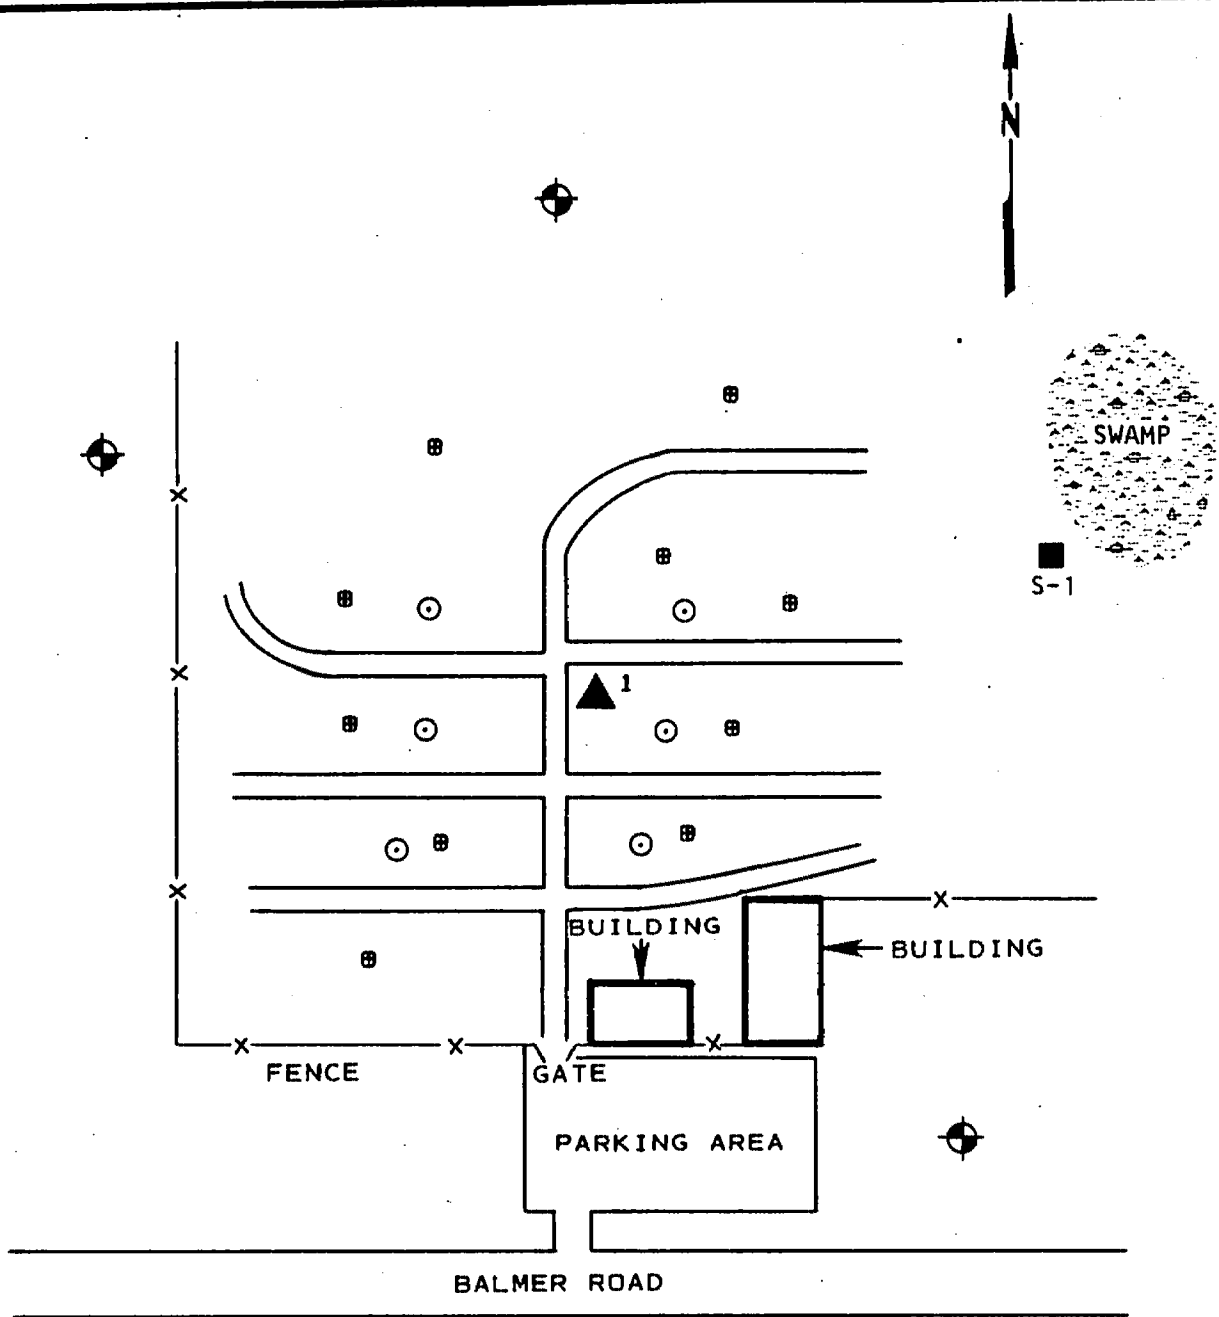 N
SWAMP
S-1
1
BUILDING
BUILDING
FENCE
GATE
PARKING AREA
BALMER ROAD